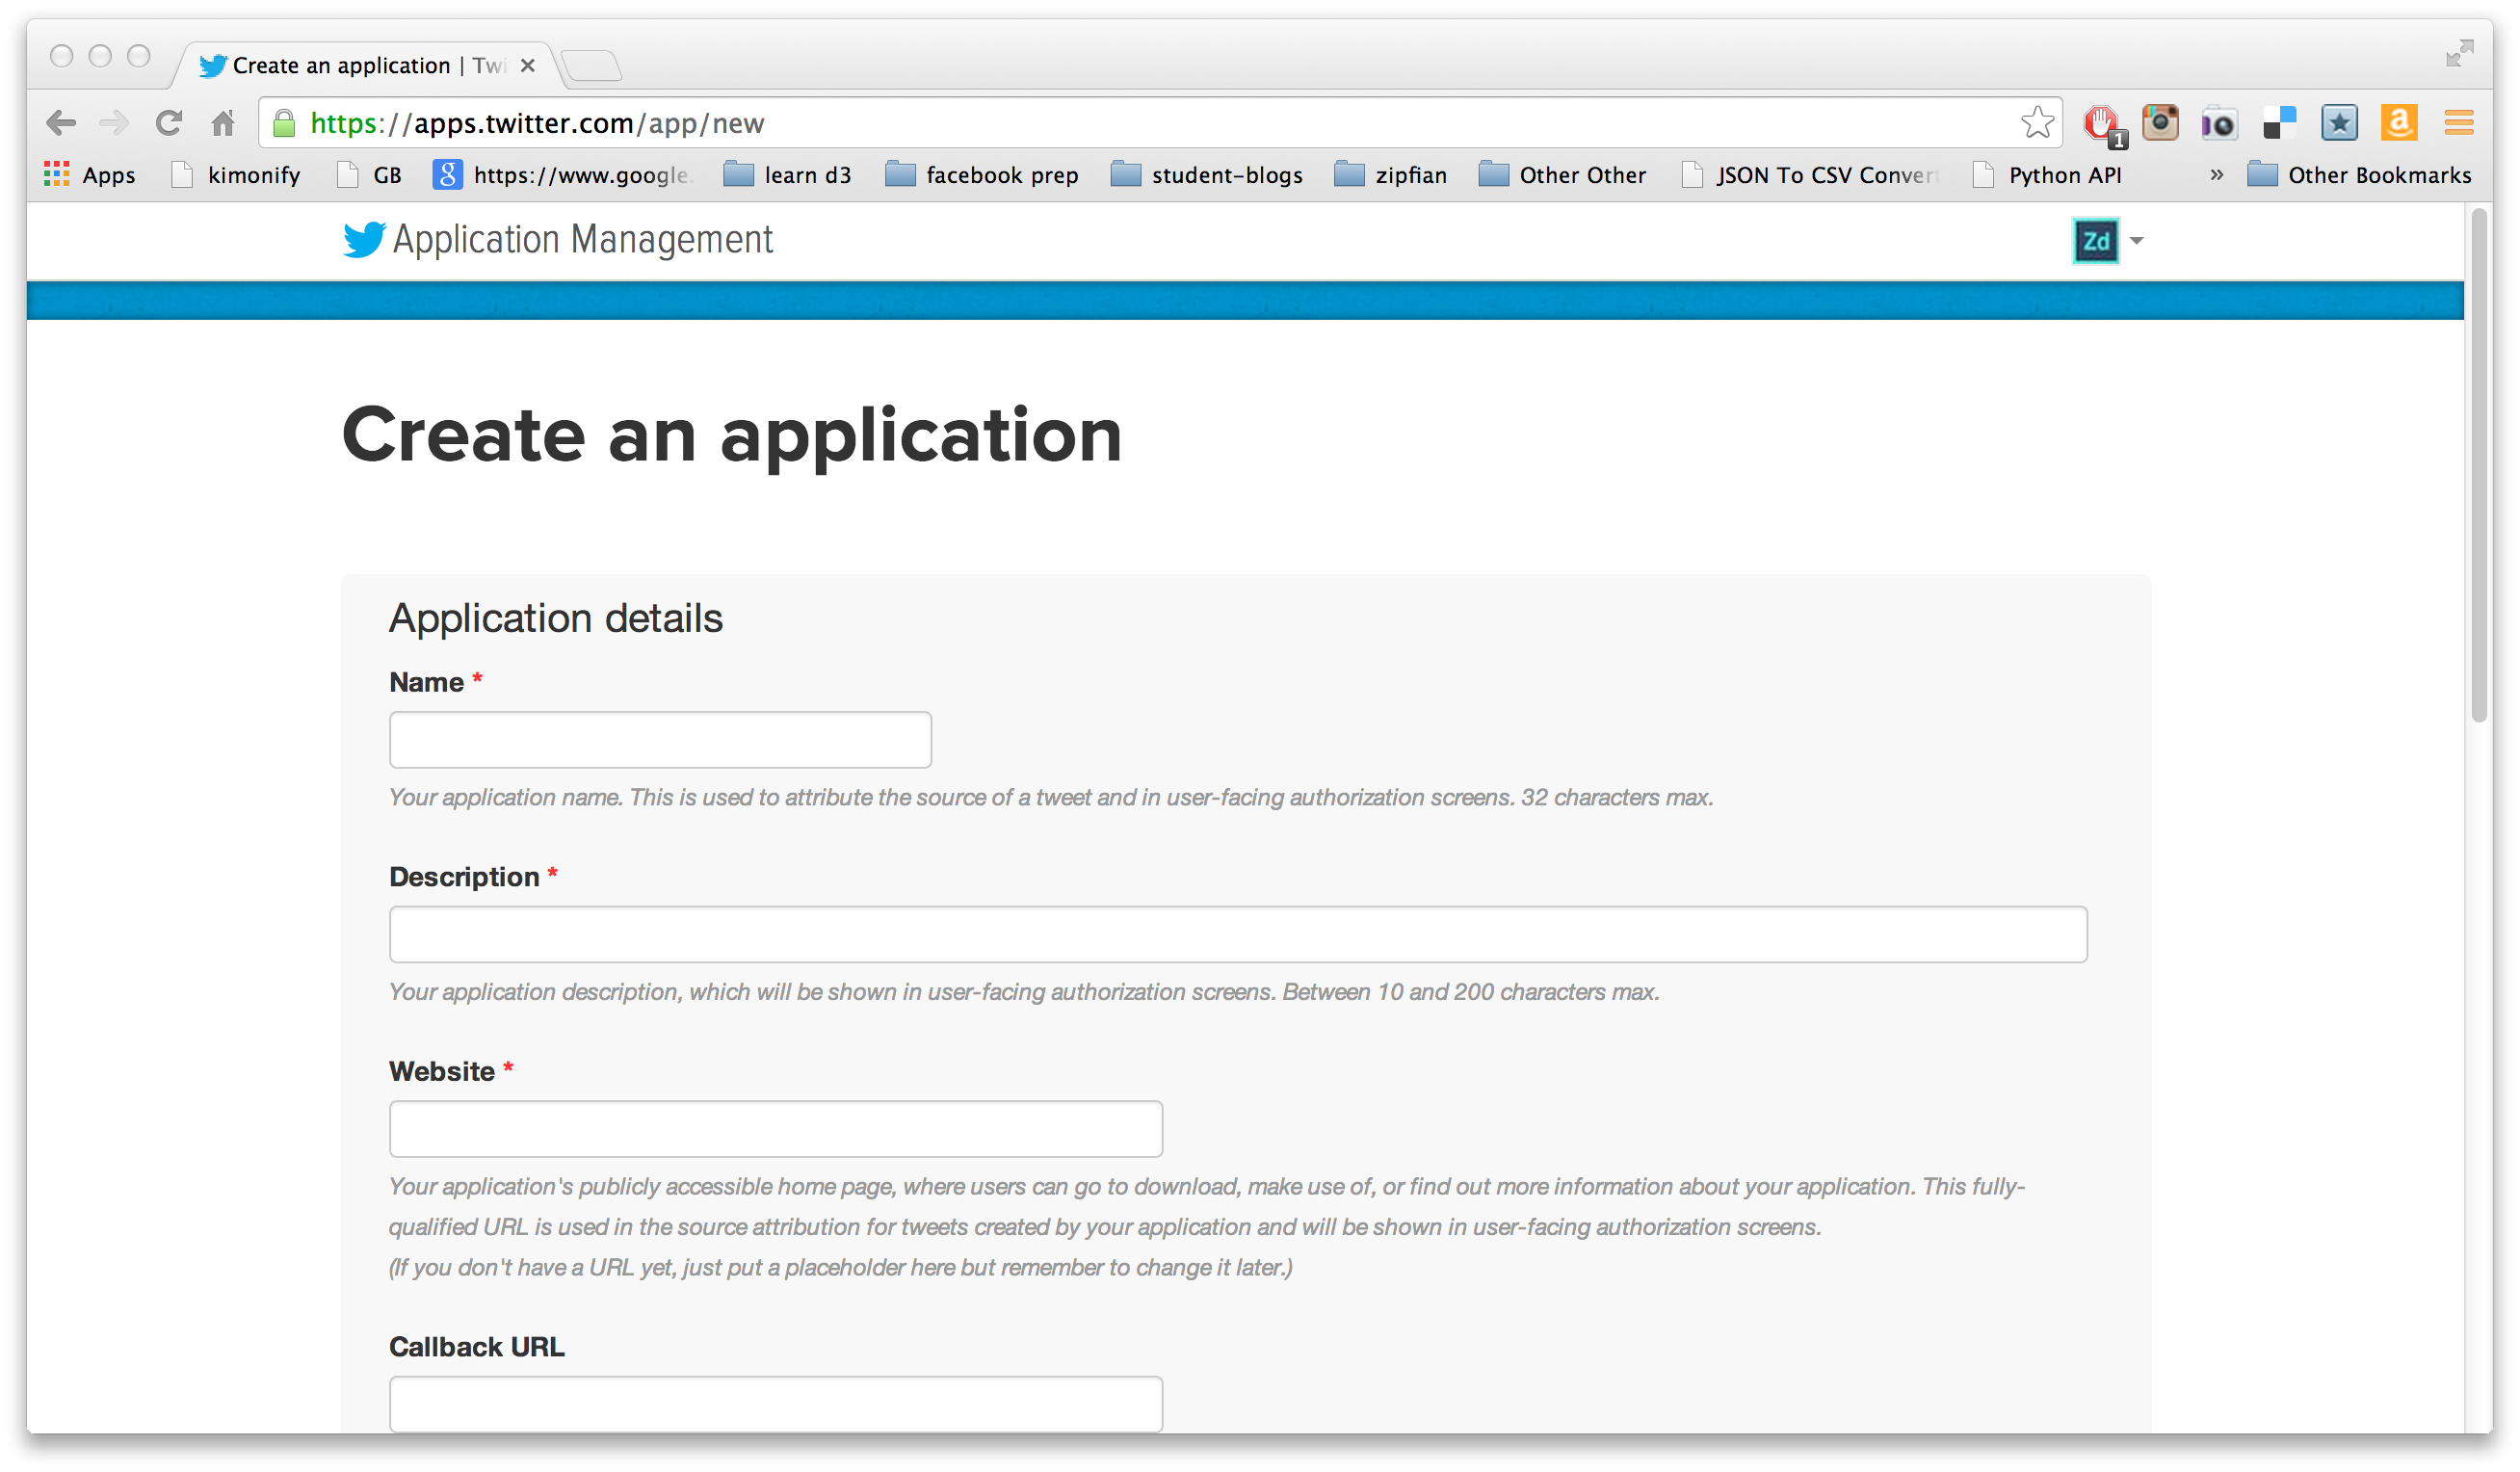 Create an application | Twi
https://apps.twitter.com/app/new
1
Apps kimonify GB https://www.google. learn d3 facebook prep student-blogs zipfian Other Other JSON To CSV Convert Python API » Other Bookmarks
Application Management
Zd
Create an application
Application details
Name *
Your application name. This is used to attribute the source of a tweet and in user-facing authorization screens. 32 characters max.
Description *
Your application description, which will be shown in user-facing authorization screens. Between 10 and 200 characters max.
Website *
Your application's publicly accessible home page, where users can go to download, make use of, or find out more information about your application. This fully-
qualified URL is used in the source attribution for tweets created by your application and will be shown in user-facing authorization screens.
(If you don't have a URL yet, just put a placeholder here but remember to change it later.)
Callback URL